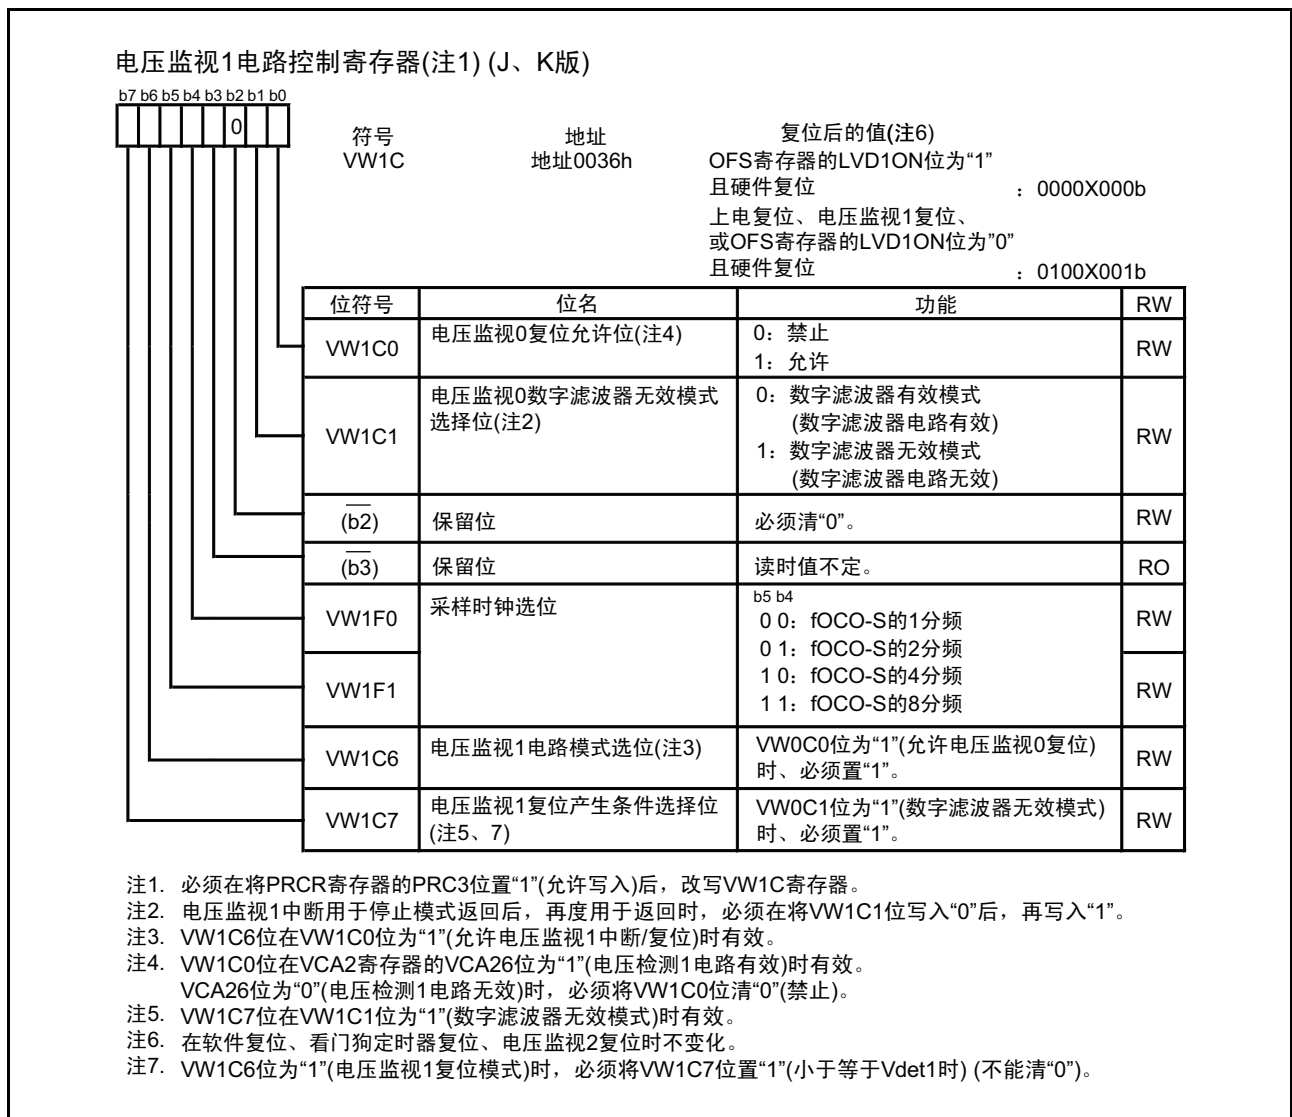 电压监视1电路控制寄存器(注1) (J、K版)
b7 b6 b5 b4 b3 b2 b1 b0
0
符号 地址 复位后的值(注6)
VW1C 地址0036h OFS寄存器的LVD1ON位为“1”
且硬件复位 ：0000X000b
上电复位、电压监视1复位、
或OFS寄存器的LVD1ON位为”0”
且硬件复位 ：0100X001b
位符号 位名 功能 RW
VW1C0 电压监视0复位允许位(注4) 0：禁止 RW
1：允许
VW1C1 电压监视0数字滤波器无效模式 0：数字滤波器有效模式 RW
选择位(注2) (数字滤波器电路有效)
1：数字滤波器无效模式
(数字滤波器电路无效)
(b2) 保留位 必须清“0”。 RW
(b3) 保留位 读时值不定。 RO
VW1F0 采样时钟选位 b5 b4 RW
0 0：fOCO-S的1分频
0 1：fOCO-S的2分频
VW1F1 1 0：fOCO-S的4分频 RW
1 1：fOCO-S的8分频
VW1C6 电压监视1电路模式选位(注3) VW0C0位为“1”(允许电压监视0复位) RW
时、必须置“1”。
VW1C7 电压监视1复位产生条件选择位 VW0C1位为“1”(数字滤波器无效模式) RW
(注5、7) 时、必须置“1”。
注1. 必须在将PRCR寄存器的PRC3位置“1”(允许写入)后，改写VW1C寄存器。
注2. 电压监视1中断用于停止模式返回后，再度用于返回时，必须在将VW1C1位写入“0”后，再写入“1”。
注3. VW1C6位在VW1C0位为“1”(允许电压监视1中断/复位)时有效。
注4. VW1C0位在VCA2寄存器的VCA26位为“1”(电压检测1电路有效)时有效。
VCA26位为“0”(电压检测1电路无效)时，必须将VW1C0位清“0”(禁止)。
注5. VW1C7位在VW1C1位为“1”(数字滤波器无效模式)时有效。
注6. 在软件复位、看门狗定时器复位、电压监视2复位时不变化。
注7. VW1C6位为“1”(电压监视1复位模式)时，必须将VW1C7位置“1”(小于等于Vdet1时) (不能清“0”)。